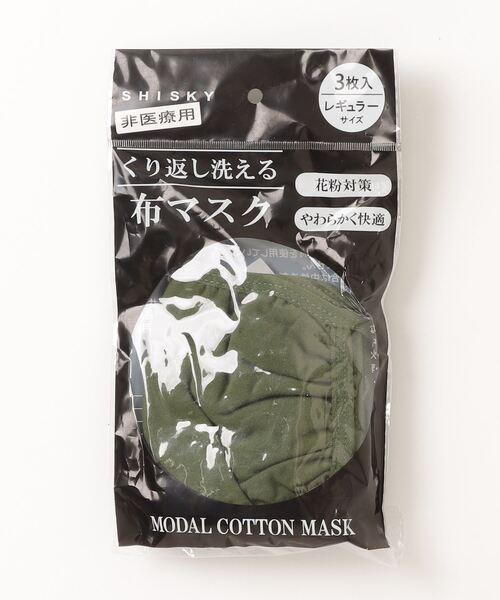 SHISKY
非医療用
3枚入
レギュラー
サイズ
くり返し洗える
布マスク
花粉対策
やわらかく快適
MODAL COTTON MASK